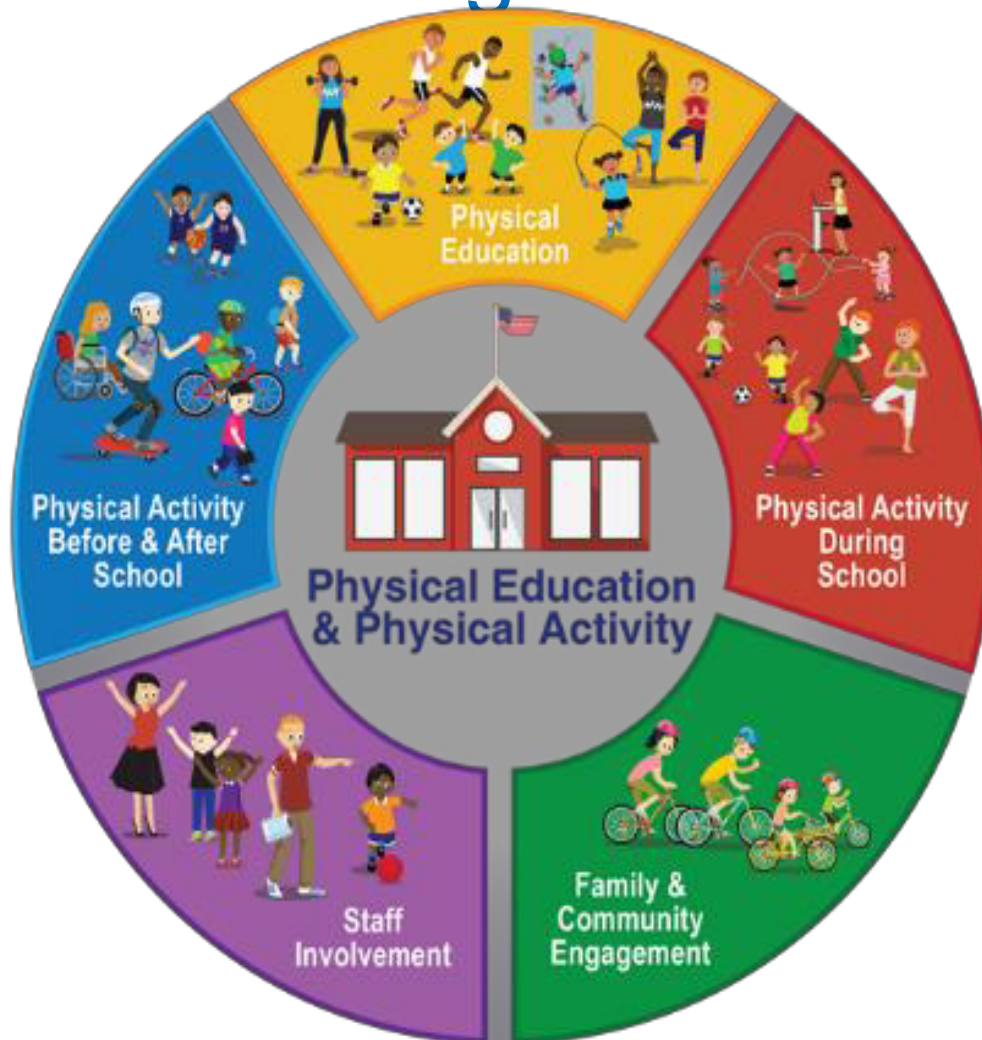 Physical
Education
Physical Activity
Before & After
School
Physical Activity
During
School
Physical Education
& Physical Activity
Staff
Involvement
Family &
Community
Engagement